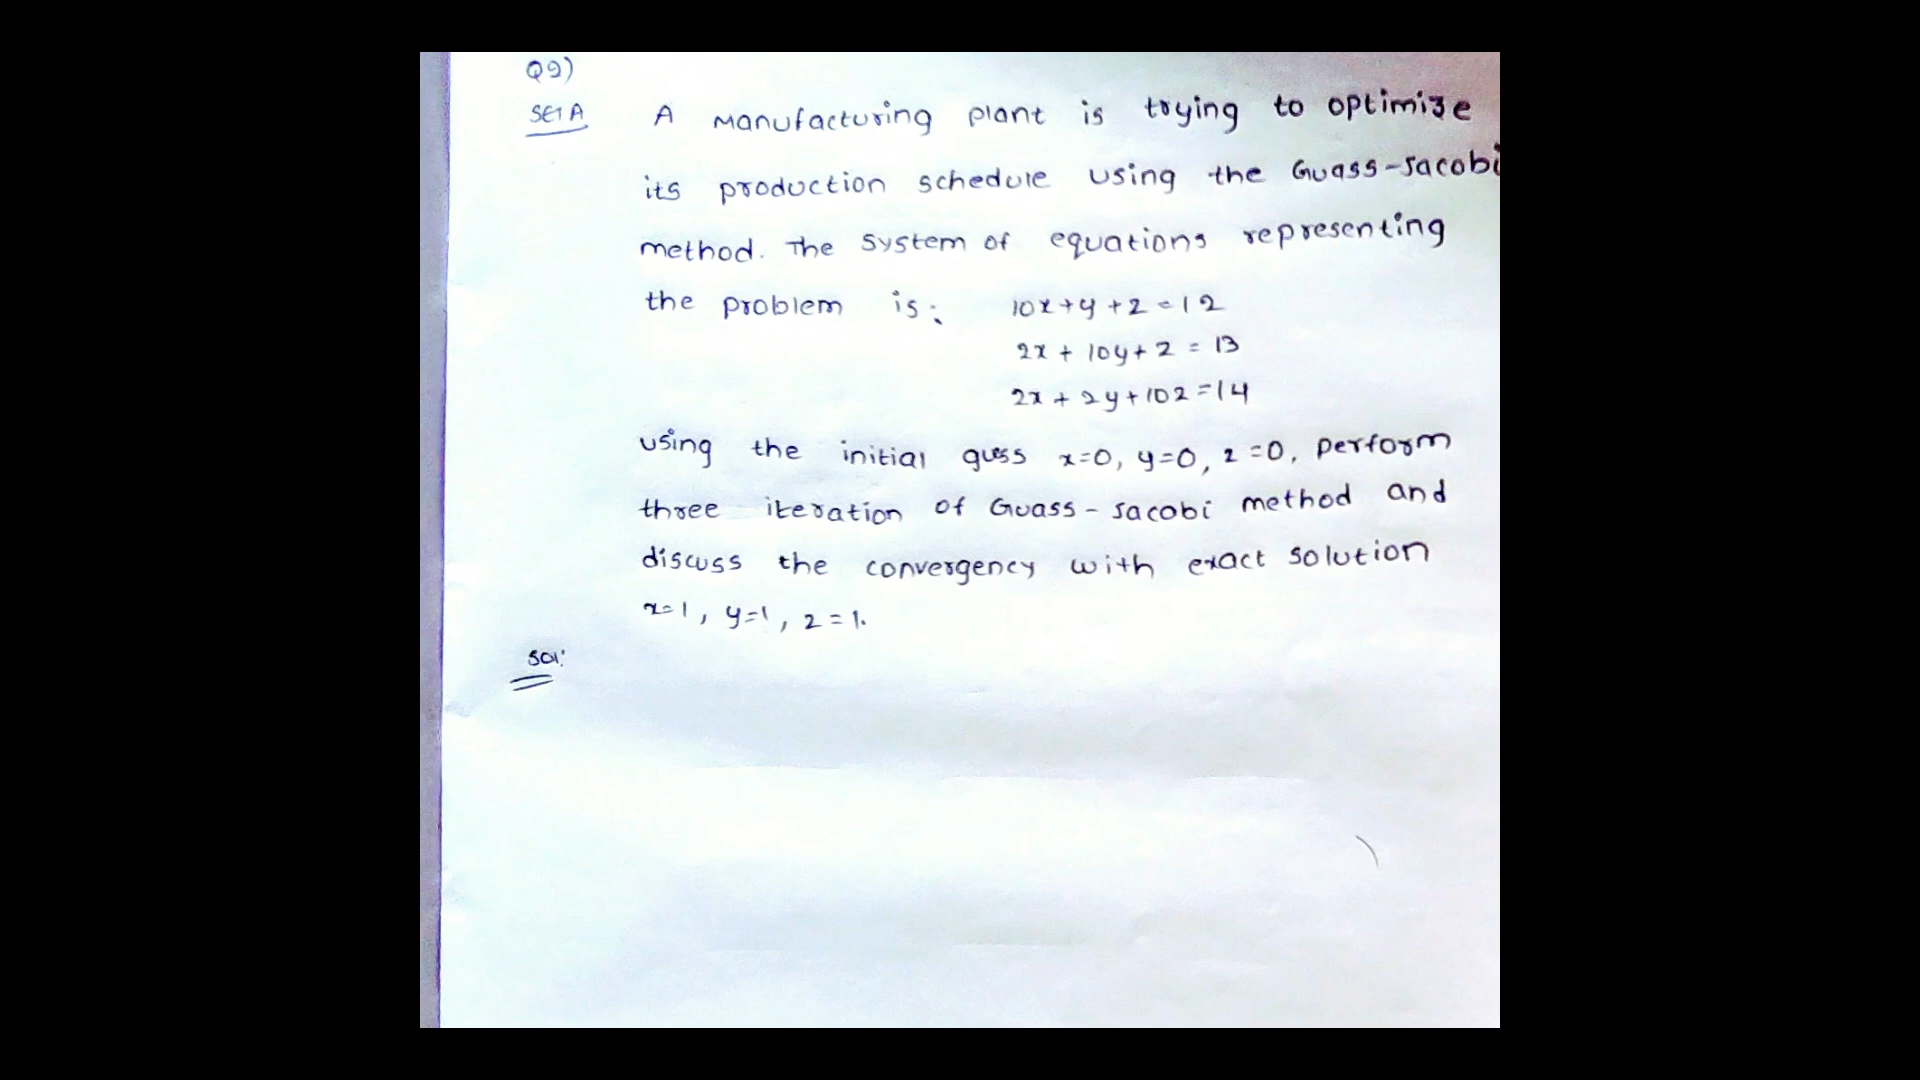 Q9)
SET A A manufacturing plant is trying to optimize
its production schedule using the Guass-Jacobi
method. The system of equations representing
the problem is: 10x+y+z=12
2x + 10y+z = 13
2x + 2y+10z=14
using the initial guss x=0, y=0, z=0, perform
three iteration of Guass-Jacobi method and
discuss the convergency with exact solution
x=1, y=1, z=1.
Sol: